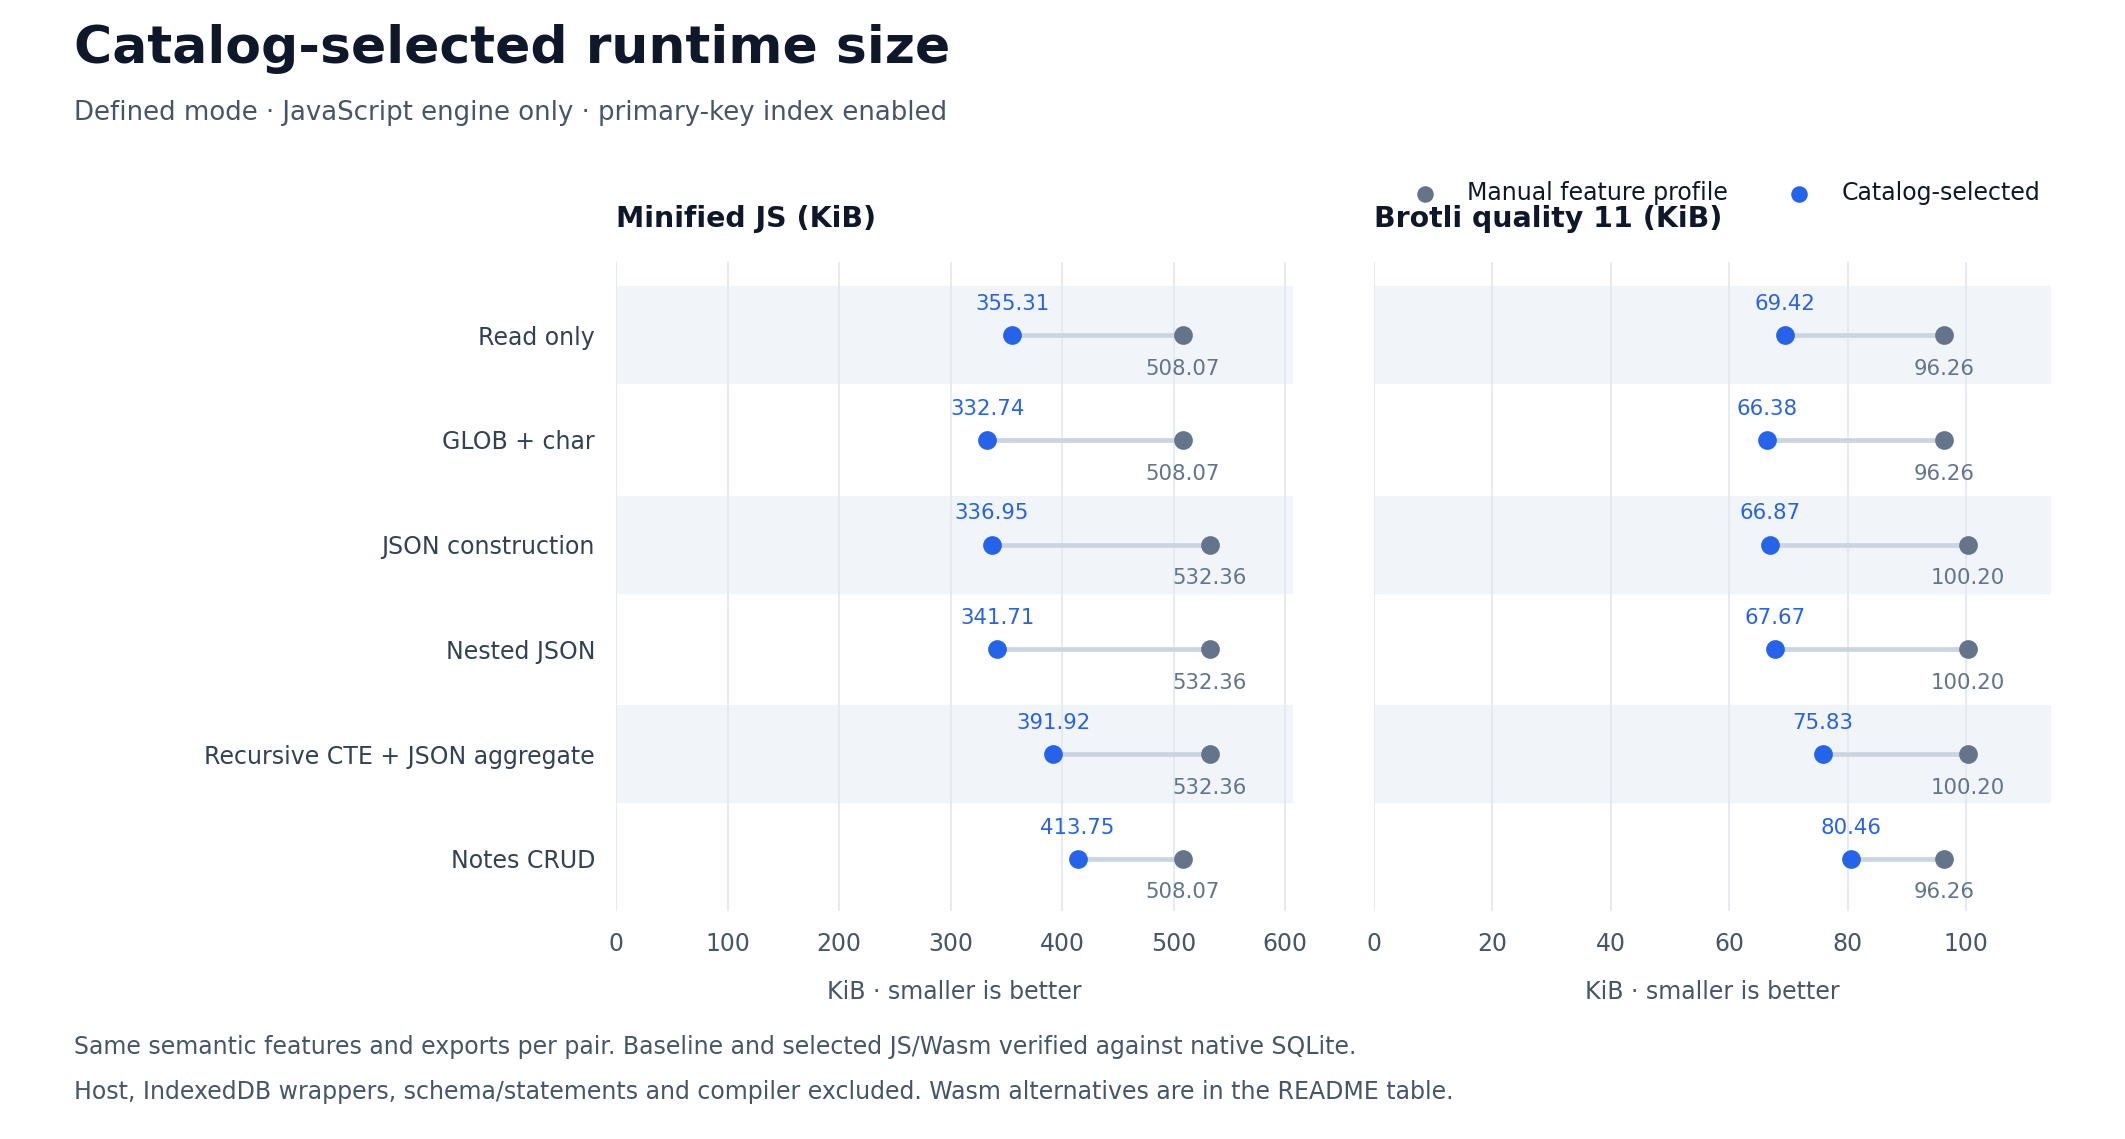 Catalog-selected runtime size
Defined mode · JavaScript engine only · primary-key index enabled
Manual feature profile
Catalog-selected
Minified JS (KiB)
Brotli quality 11 (KiB)
Read only
355.31
508.07
69.42
96.26
GLOB + char
332.74
508.07
66.38
96.26
JSON construction
336.95
532.36
66.87
100.20
Nested JSON
341.71
532.36
67.67
100.20
Recursive CTE + JSON aggregate
391.92
532.36
75.83
100.20
Notes CRUD
413.75
508.07
80.46
96.26
0 100 200 300 400 500 600
0 20 40 60 80 100
KiB · smaller is better
KiB · smaller is better
Same semantic features and exports per pair. Baseline and selected JS/Wasm verified against native SQLite.
Host, IndexedDB wrappers, schema/statements and compiler excluded. Wasm alternatives are in the README table.